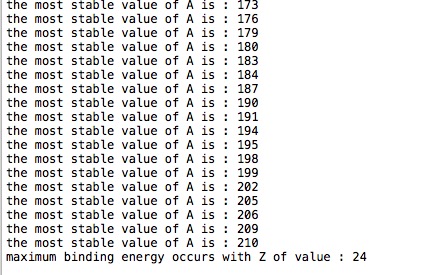 the most stable value of A is : 173
the most stable value of A is : 176
the most stable value of A is : 179
the most stable value of A is : 180
the most stable value of A is : 183
the most stable value of A is : 184
the most stable value of A is : 187
the most stable value of A is : 190
the most stable value of A is : 191
the most stable value of A is : 194
the most stable value of A is : 195
the most stable value of A is : 198
the most stable value of A is : 199
the most stable value of A is : 202
the most stable value of A is : 205
the most stable value of A is : 206
the most stable value of A is : 209
the most stable value of A is : 210
maximum binding energy occurs with Z of value : 24